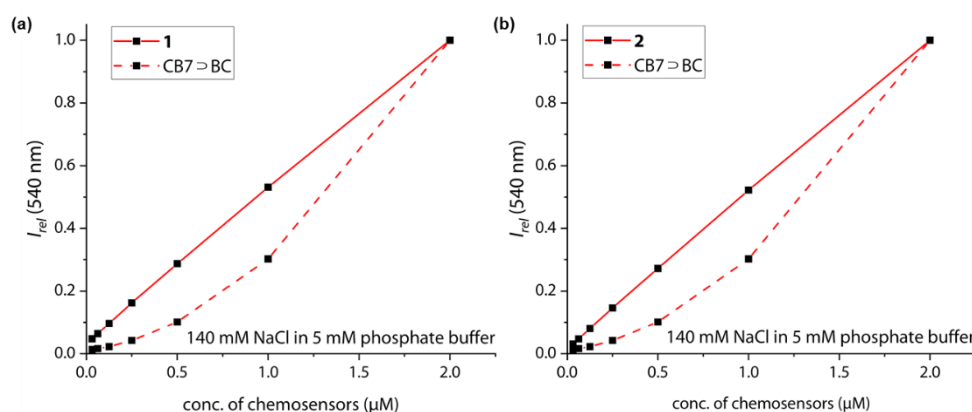 (a)
1
CB7 ⊃ BC
I_rel (540 nm)
1.0
0.8
0.6
0.4
0.2
0.0
140 mM NaCl in 5 mM phosphate buffer
0.0 0.5 1.0 1.5 2.0
conc. of chemosensors (µM)
(b)
2
CB7 ⊃ BC
I_rel (540 nm)
1.0
0.8
0.6
0.4
0.2
0.0
140 mM NaCl in 5 mM phosphate buffer
0.0 0.5 1.0 1.5 2.0
conc. of chemosensors (µM)